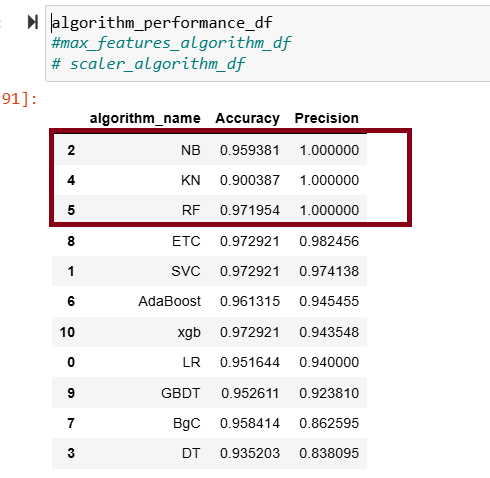 algorithm_performance_df
#max_features_algorithm_df
# scaler_algorithm_df
91]:
algorithm_name Accuracy Precision
2 NB 0.959381 1.000000
4 KN 0.900387 1.000000
5 RF 0.971954 1.000000
8 ETC 0.972921 0.982456
1 SVC 0.972921 0.974138
6 AdaBoost 0.961315 0.945455
10 xgb 0.972921 0.943548
0 LR 0.951644 0.940000
9 GBDT 0.952611 0.923810
7 BgC 0.958414 0.862595
3 DT 0.935203 0.838095